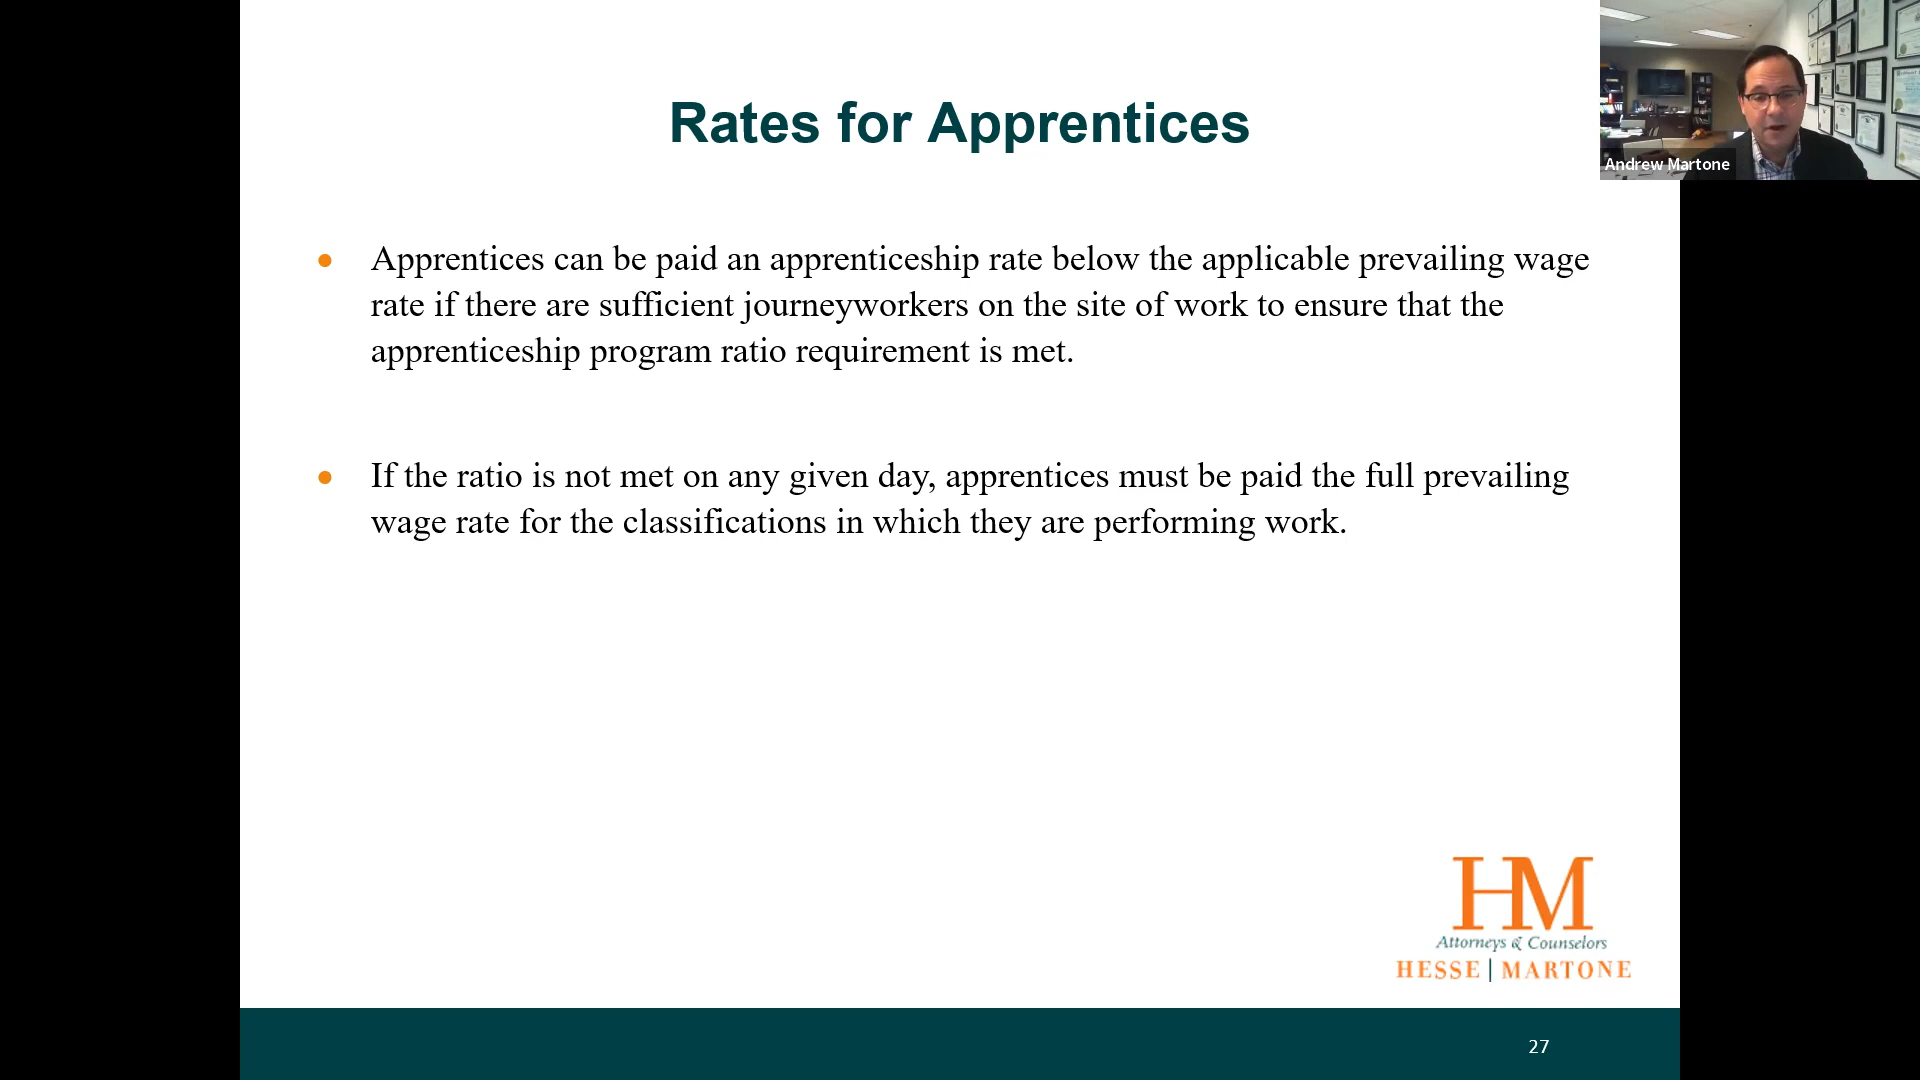 Rates for Apprentices
Andrew Martone
• Apprentices can be paid an apprenticeship rate below the applicable prevailing wage
rate if there are sufficient journeyworkers on the site of work to ensure that the
apprenticeship program ratio requirement is met.
• If the ratio is not met on any given day, apprentices must be paid the full prevailing
wage rate for the classifications in which they are performing work.
HM
Attorneys & Counselors
HESSE | MARTONE
27